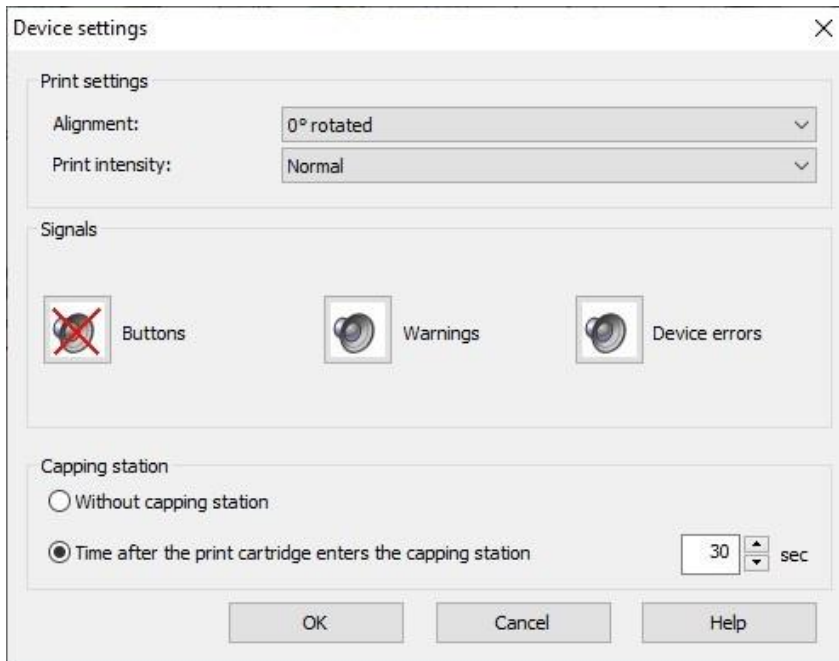 Device settings
Print settings
Alignment: 0° rotated
Print intensity: Normal
Signals
Buttons Warnings Device errors
Capping station
Without capping station
Time after the print cartridge enters the capping station 30 sec
OK Cancel Help